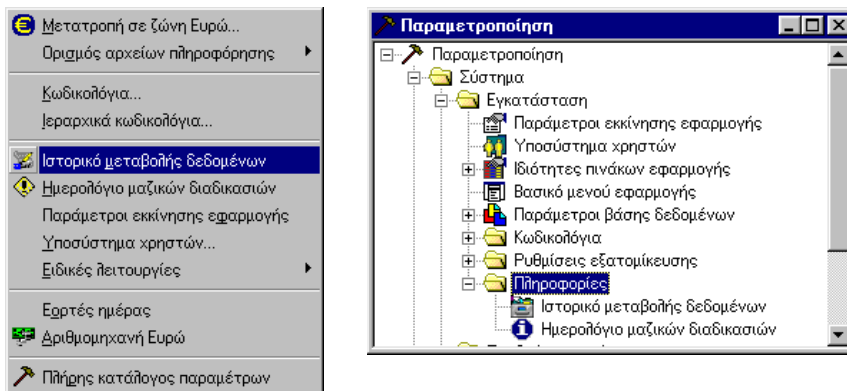 Μετατροπή σε ζώνη Ευρώ...
Ορισμός αρχείων πληροφόρησης
Κωδικολόγια...
Ιεραρχικά κωδικολόγια...
Ιστορικό μεταβολής δεδομένων
Ημερολόγιο μαζικών διαδικασιών
Παράμετροι εκκίνησης εφαρμογής
Υποσύστημα χρηστών...
Ειδικές λειτουργίες
Εορτές ημέρας
Αριθμομηχανή Ευρώ
Πλήρης κατάλογος παραμέτρων
Παραμετροποίηση
Παραμετροποίηση
Σύστημα
Εγκατάσταση
Παράμετροι εκκίνησης εφαρμογής
Υποσύστημα χρηστών
Ιδιότητες πινάκων εφαρμογής
Βασικό μενού εφαρμογής
Παράμετροι βάσης δεδομένων
Κωδικολόγια
Ρυθμίσεις εξατομίκευσης
Πληροφορίες
Ιστορικό μεταβολής δεδομένων
Ημερολόγιο μαζικών διαδικασιών